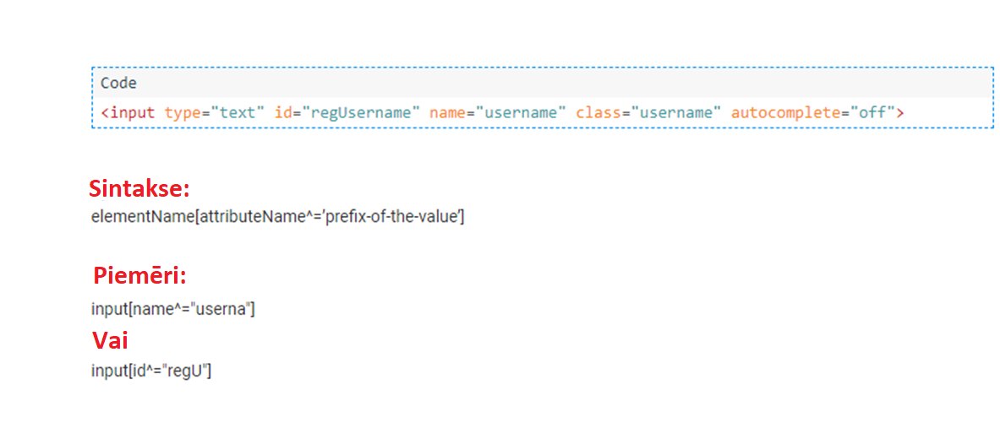 Code
<input type="text" id="regUsername" name="username" class="username" autocomplete="off">
Sintakse:
elementName[attributeName^=’prefix-of-the-value’]
Piemēri:
input[name^="userna"]
Vai
input[id^="regU"]